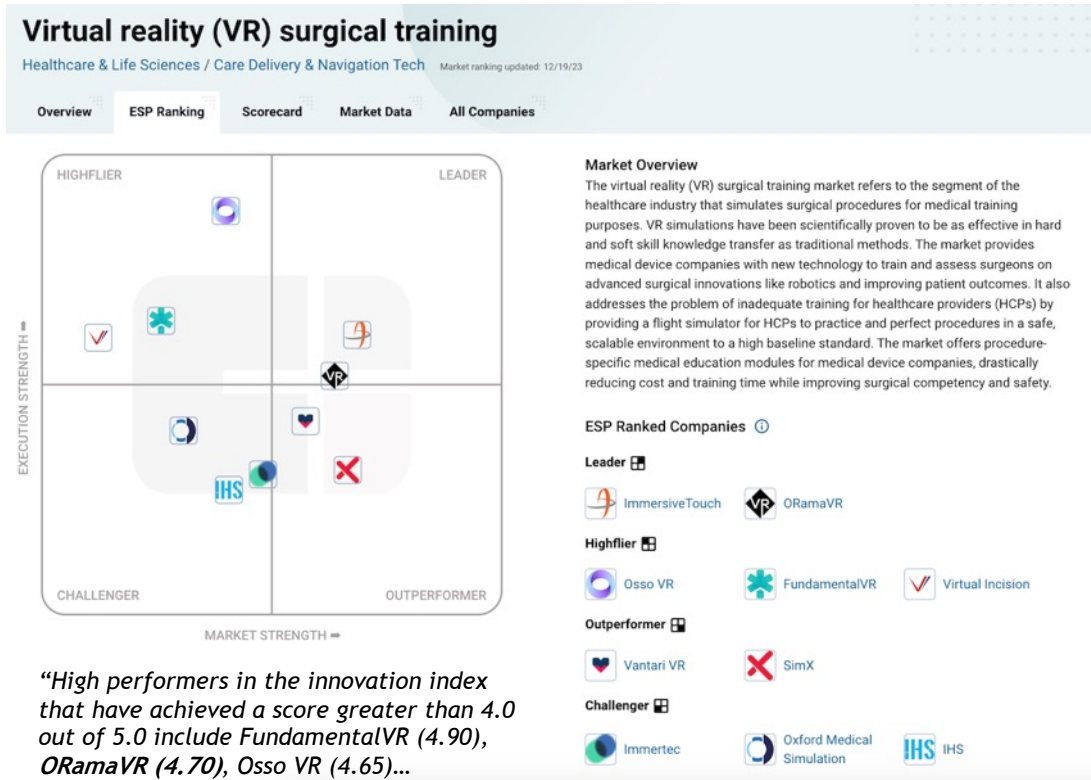 Virtual reality (VR) surgical training
Healthcare & Life Sciences / Care Delivery & Navigation Tech Market ranking updated: 12/19/23
Overview ESP Ranking Scorecard Market Data All Companies
HIGHFLIER LEADER
VR
IHS
CHALLENGER OUTPERFORMER
EXECUTION STRENGTH ➡
MARKET STRENGTH ➡
“High performers in the innovation index
that have achieved a score greater than 4.0
out of 5.0 include FundamentalVR (4.90),
ORamaVR (4.70), Osso VR (4.65)…
Market Overview
The virtual reality (VR) surgical training market refers to the segment of the
healthcare industry that simulates surgical procedures for medical training
purposes. VR simulations have been scientifically proven to be as effective in hard
and soft skill knowledge transfer as traditional methods. The market provides
medical device companies with new technology to train and assess surgeons on
advanced surgical innovations like robotics and improving patient outcomes. It also
addresses the problem of inadequate training for healthcare providers (HCPs) by
providing a flight simulator for HCPs to practice and perfect procedures in a safe,
scalable environment to a high baseline standard. The market offers procedure-
specific medical education modules for medical device companies, drastically
reducing cost and training time while improving surgical competency and safety.
ESP Ranked Companies
Leader
ImmersiveTouch VR ORamaVR
Highflier
Osso VR FundamentalVR Virtual Incision
Outperformer
Vantari VR SimX
Challenger
Immertec Oxford Medical
Simulation IHS IHS